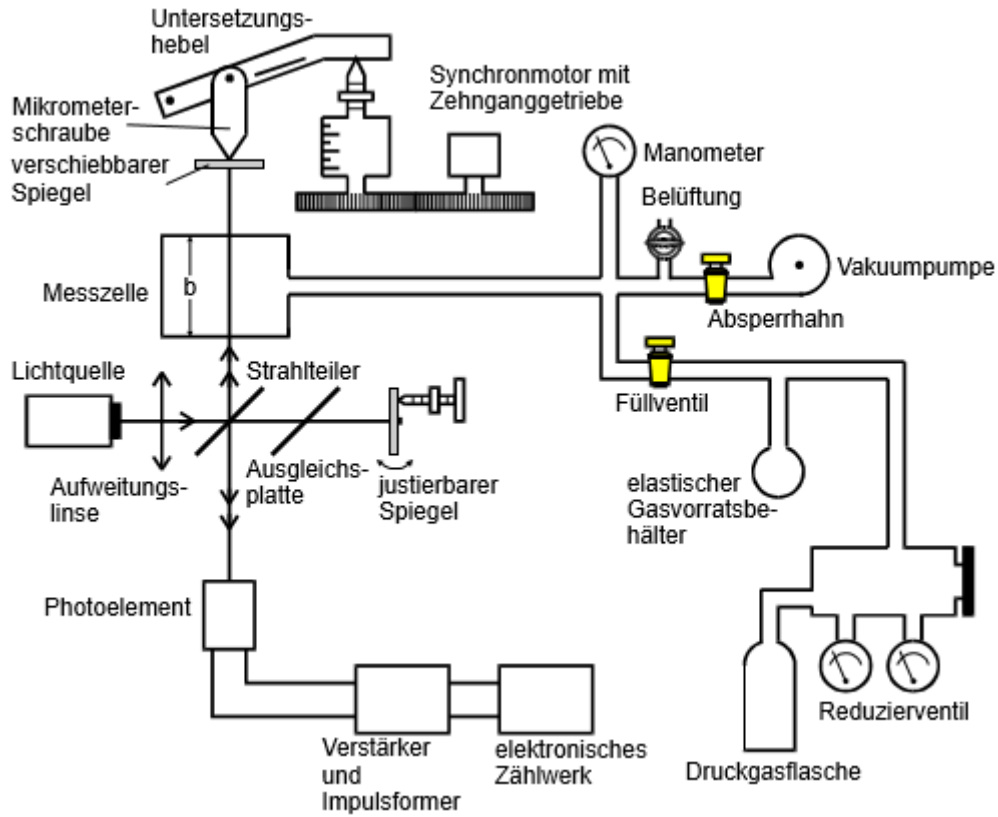 Untersetzungs-
hebel
Mikrometer-
schraube
verschiebbarer
Spiegel
Synchronmotor mit
Zehnganggetriebe
Manometer
Belüftung
Vakuumpumpe
Absperrhahn
Messzelle
b
Lichtquelle
Strahlteiler
Füllventil
Aufweitungs-
linse
Ausgleichs-
platte
justierbarer
Spiegel
elastischer
Gasvorratsbe-
hälter
Photoelement
Reduzierventil
Druckgasflasche
Verstärker
und
Impulsformer
elektronisches
Zählwerk